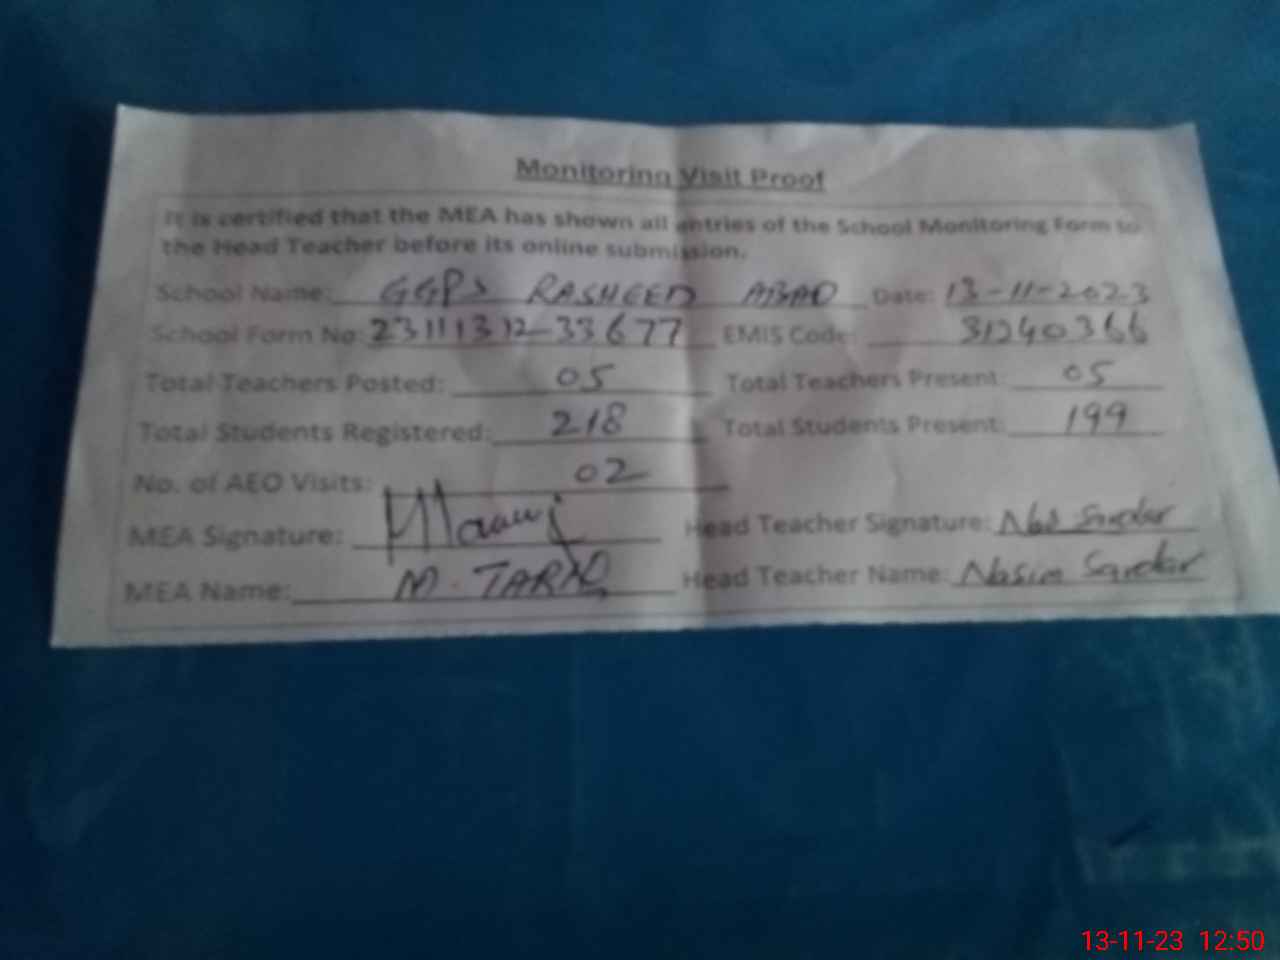 Monitoring Visit Proof
It is certified that the MEA has shown all entries of the School Monitoring Form to
the Head Teacher before its online submission.
School Name: GGPS RASHEED ABAD Date: 13-11-2023
School Form No: 23111312-33677 EMIS Code: 31240366
Total Teachers Posted: 05 Total Teachers Present: 05
Total Students Registered: 218 Total Students Present: 199
No. of AEO Visits: 02
MEA Signature: Head Teacher Signature: Sardar
MEA Name: M. TARIQ Head Teacher Name: Nasim Sardar
13-11-23 12:50